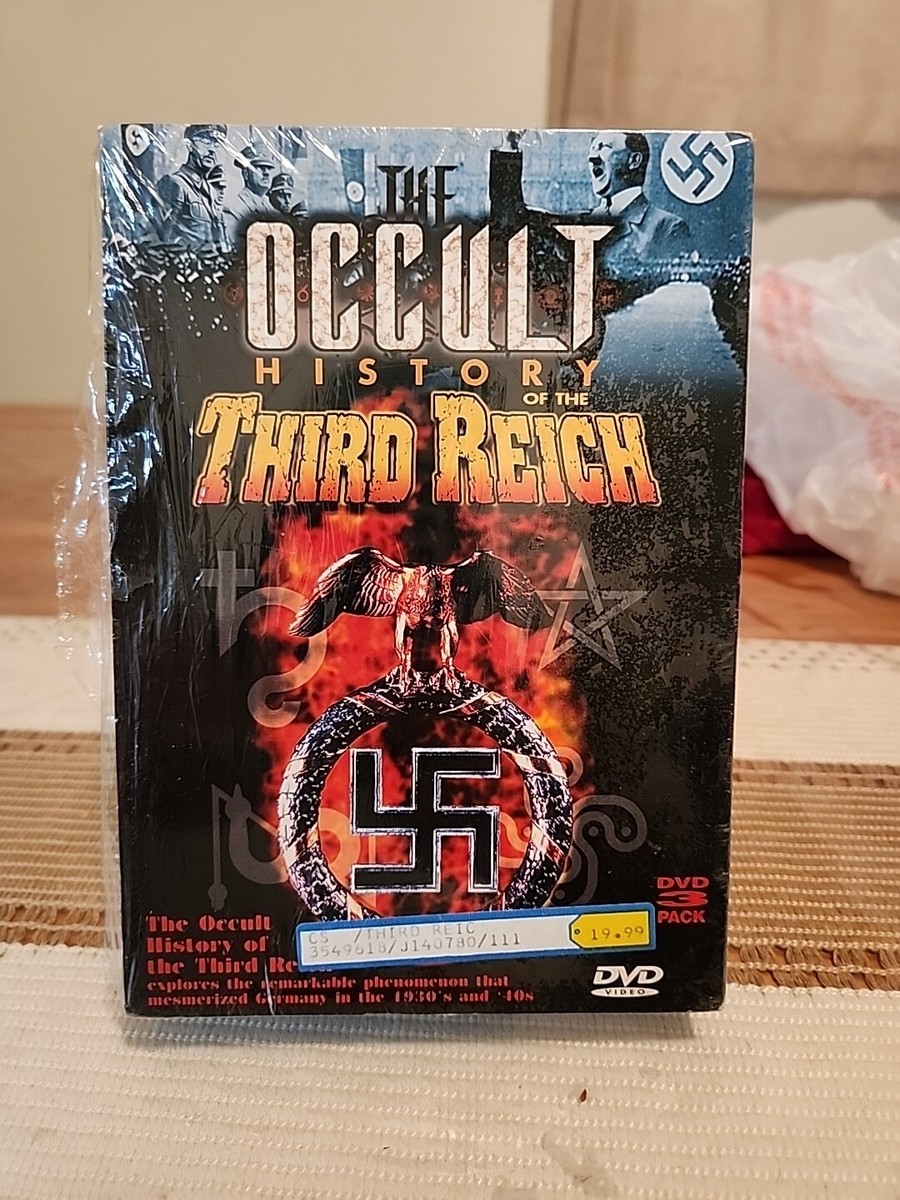 THE
OCCULT
HISTORY
OF THE
THIRD REICH
DVD
3
PACK
The Occult
History of
the Third Re
explores the remarkable phenomenon that
mesmerized Germany in the 1930's and '40s
CS /THIRD REIC
3549618/J140780/111
19.99
DVD
VIDEO